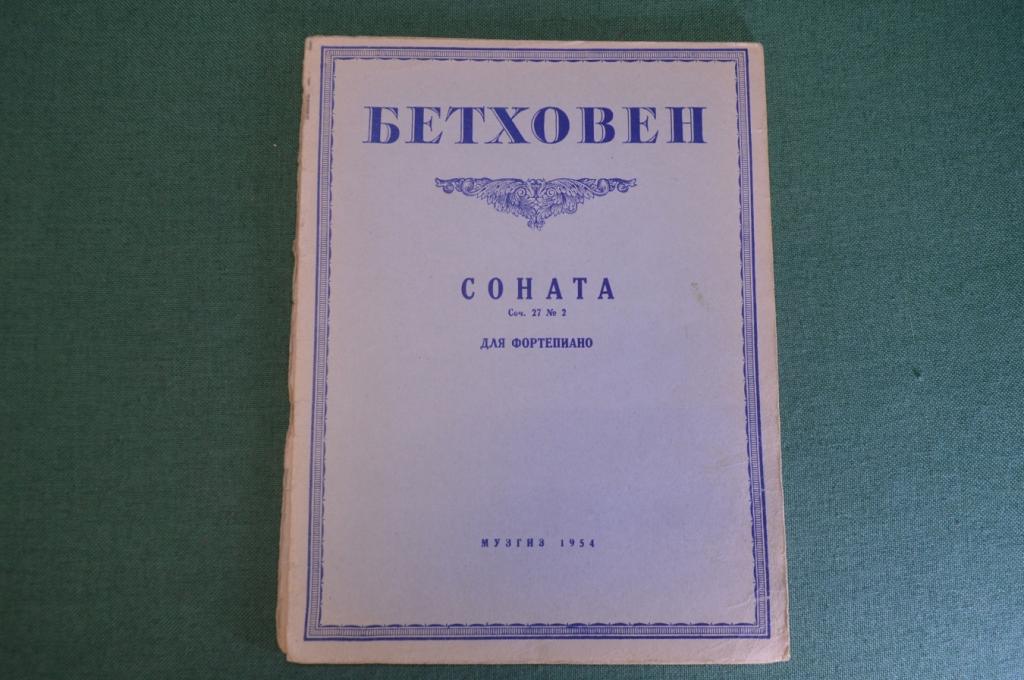 БЕТХОВЕН
СОНАТА
Соч. 27 № 2
ДЛЯ ФОРТЕПИАНО
МУЗГИЗ 1954